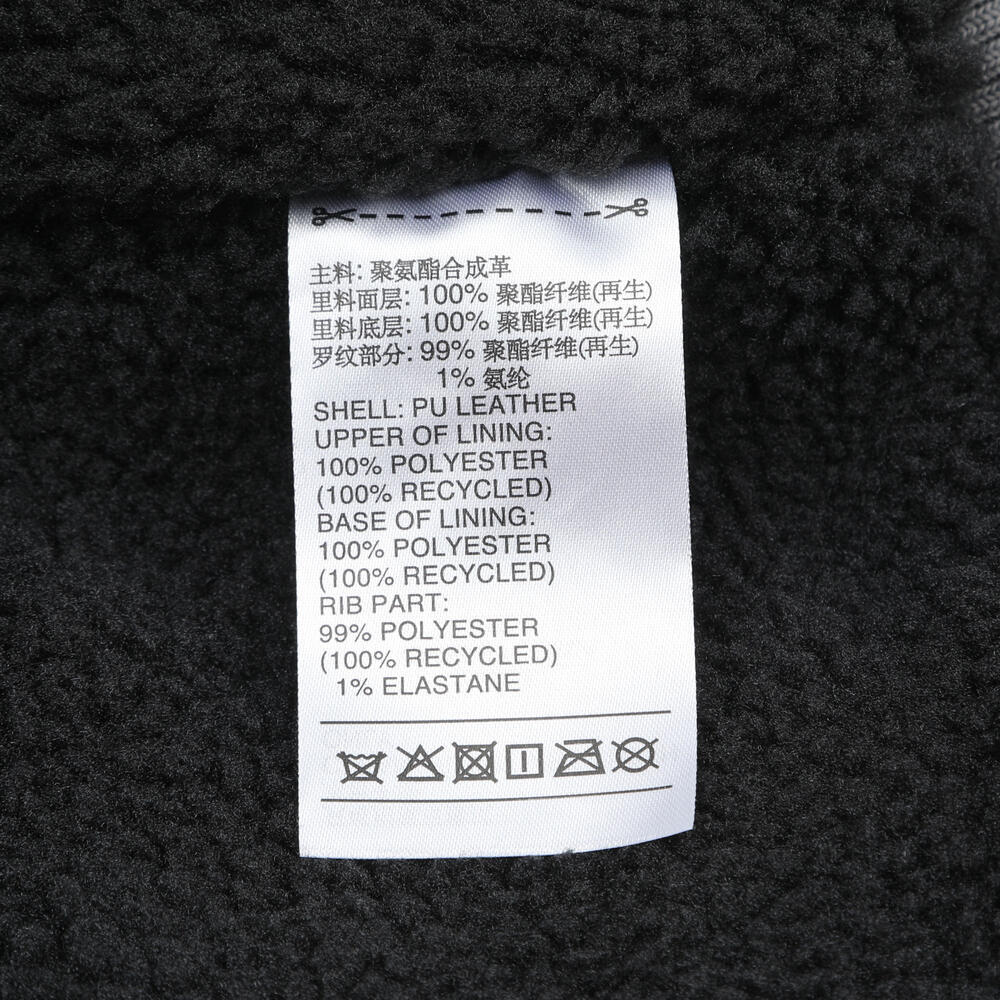 主料: 聚氨酯合成革
里料面层: 100% 聚酯纤维(再生)
里料底层: 100% 聚酯纤维(再生)
罗纹部分: 99% 聚酯纤维(再生)
1% 氨纶
SHELL: PU LEATHER
UPPER OF LINING:
100% POLYESTER
(100% RECYCLED)
BASE OF LINING:
100% POLYESTER
(100% RECYCLED)
RIB PART:
99% POLYESTER
(100% RECYCLED)
1% ELASTANE